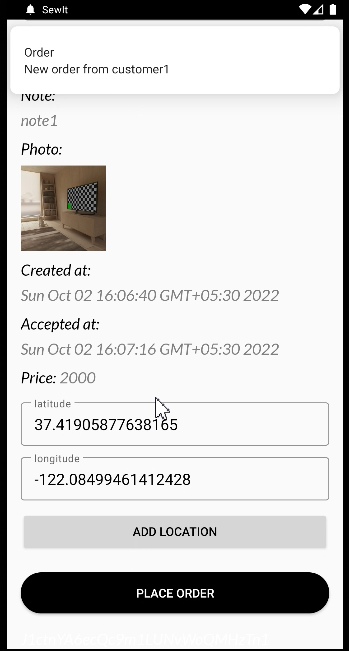 SewIt
Order
New order from customer1
Note:
note1
Photo:
Created at:
Sun Oct 02 16:06:40 GMT+05:30 2022
Accepted at:
Sun Oct 02 16:07:16 GMT+05:30 2022
Price: 2000
latitude
37.41905877638165
longitude
-122.08499461412428
ADD LOCATION
PLACE ORDER